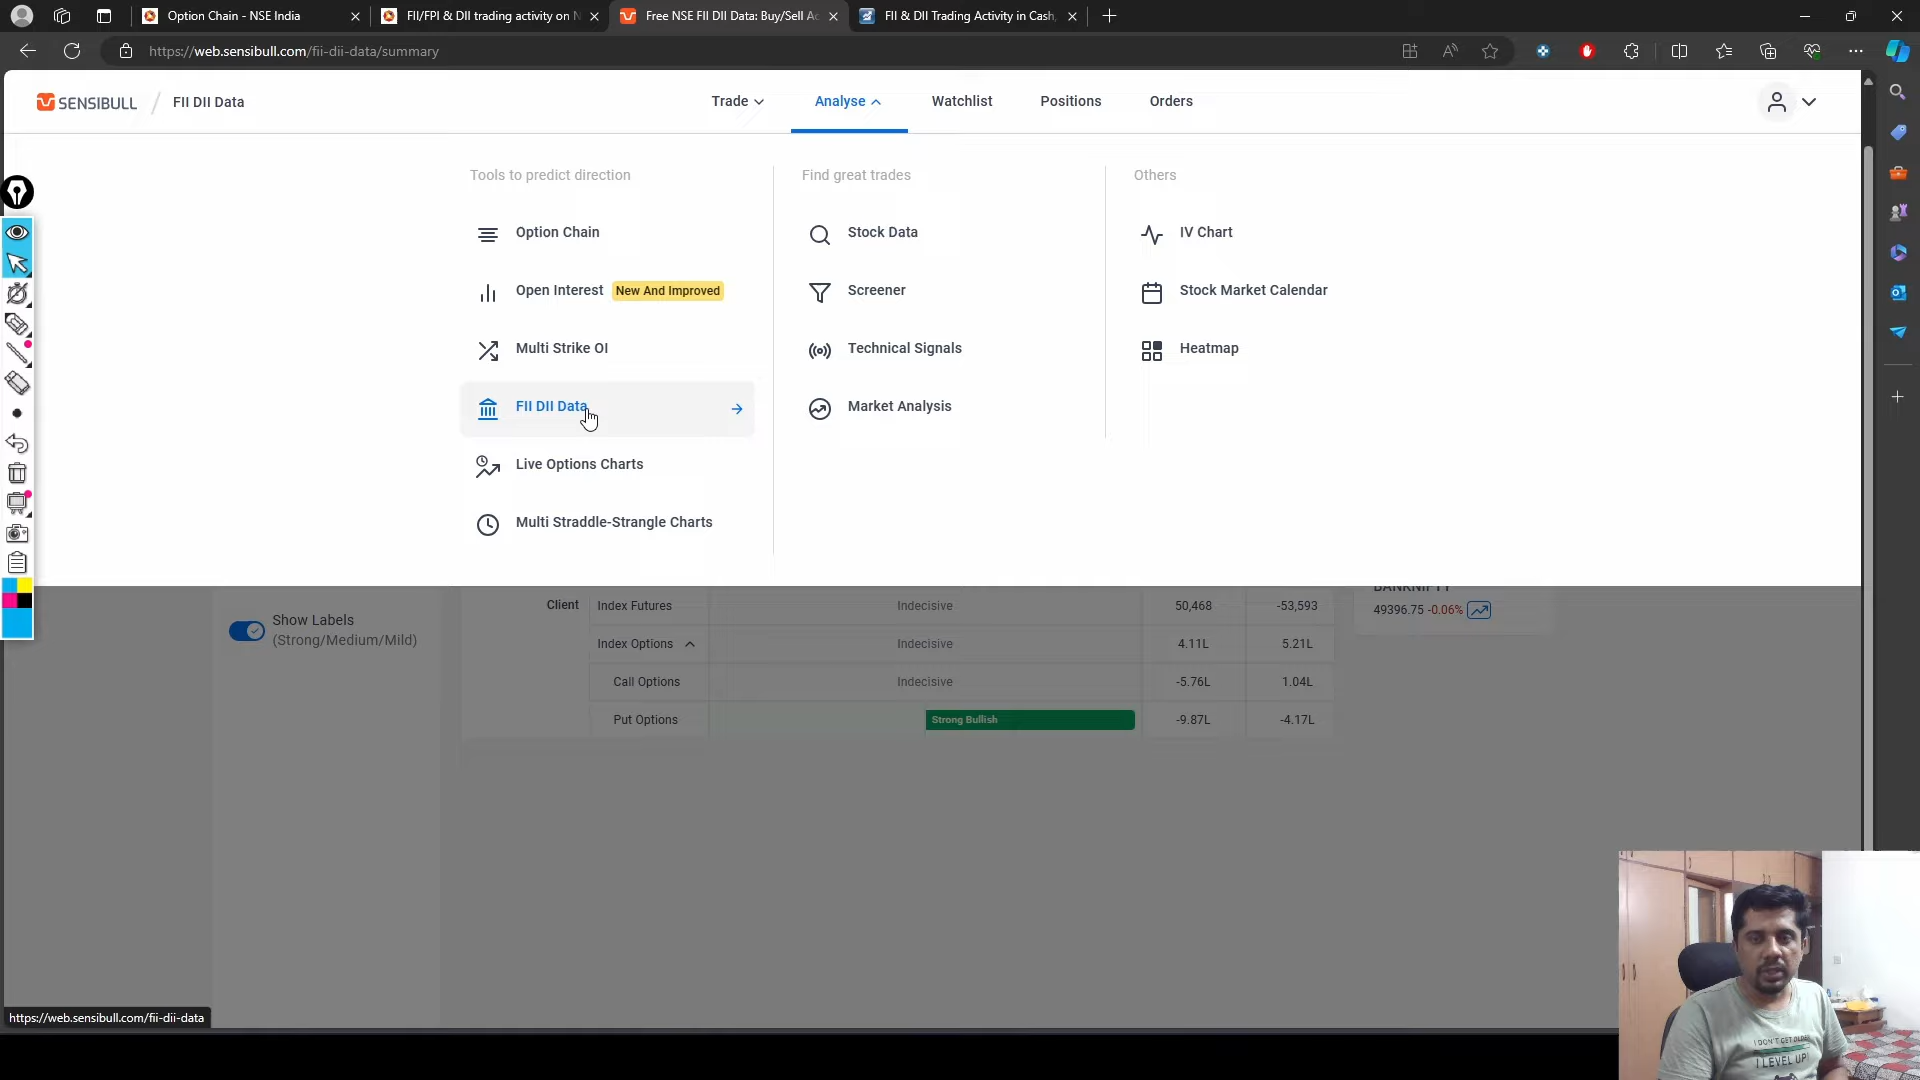 Option Chain - NSE India
FII/FPI & DII trading activity on N
Free NSE FII DII Data: Buy/Sell Ac
FII & DII Trading Activity in Cash,
https://web.sensibull.com/fii-dii-data/summary
SENSIBULL / FII DII Data
Trade
Analyse
Watchlist
Positions
Orders
Tools to predict direction
Option Chain
Open Interest New And Improved
Multi Strike OI
FII DII Data
Live Options Charts
Multi Straddle-Strangle Charts
Find great trades
Stock Data
Screener
Technical Signals
Market Analysis
Others
IV Chart
Stock Market Calendar
Heatmap
Show Labels
(Strong/Medium/Mild)
Client Index Futures Indecisive 50,468 -53,593
Index Options Indecisive 4.11L 5.21L
Call Options Indecisive -5.76L 1.04L
Put Options Strong Bullish -9.87L -4.17L
BANKNIFTY
49396.75 -0.06%
https://web.sensibull.com/fii-dii-data
I DON'T GET OLDER
I LEVEL UP!